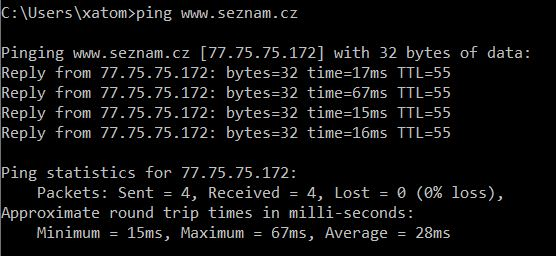 C:\Users\xatom>ping www.seznam.cz
Pinging www.seznam.cz [77.75.75.172] with 32 bytes of data:
Reply from 77.75.75.172: bytes=32 time=17ms TTL=55
Reply from 77.75.75.172: bytes=32 time=67ms TTL=55
Reply from 77.75.75.172: bytes=32 time=15ms TTL=55
Reply from 77.75.75.172: bytes=32 time=16ms TTL=55
Ping statistics for 77.75.75.172:
Packets: Sent = 4, Received = 4, Lost = 0 (0% loss),
Approximate round trip times in milli-seconds:
Minimum = 15ms, Maximum = 67ms, Average = 28ms